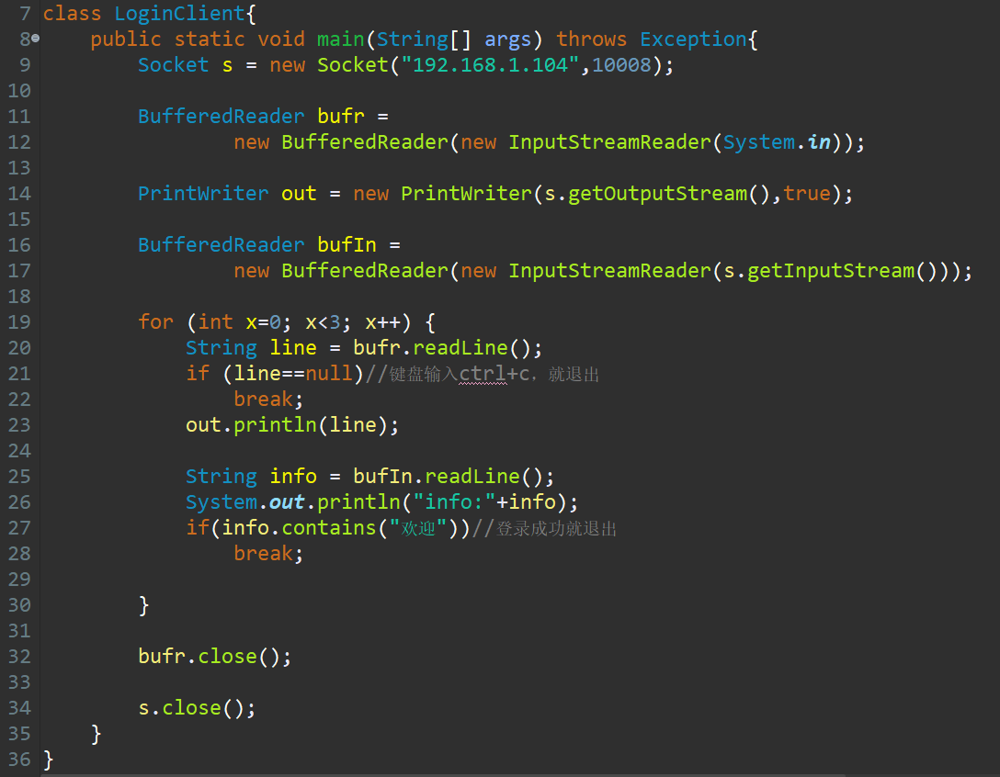 7 class LoginClient{
8 public static void main(String[] args) throws Exception{
9 Socket s = new Socket("192.168.1.104",10008);
10
11 BufferedReader bufr =
12 new BufferedReader(new InputStreamReader(System.in));
13
14 PrintWriter out = new PrintWriter(s.getOutputStream(),true);
15
16 BufferedReader bufIn =
17 new BufferedReader(new InputStreamReader(s.getInputStream()));
18
19 for (int x=0; x<3; x++) {
20 String line = bufr.readLine();
21 if (line==null)//键盘输入ctrl+c，就退出
22 break;
23 out.println(line);
24
25 String info = bufIn.readLine();
26 System.out.println("info:"+info);
27 if(info.contains("欢迎"))//登录成功就退出
28 break;
29
30 }
31
32 bufr.close();
33
34 s.close();
35 }
36 }